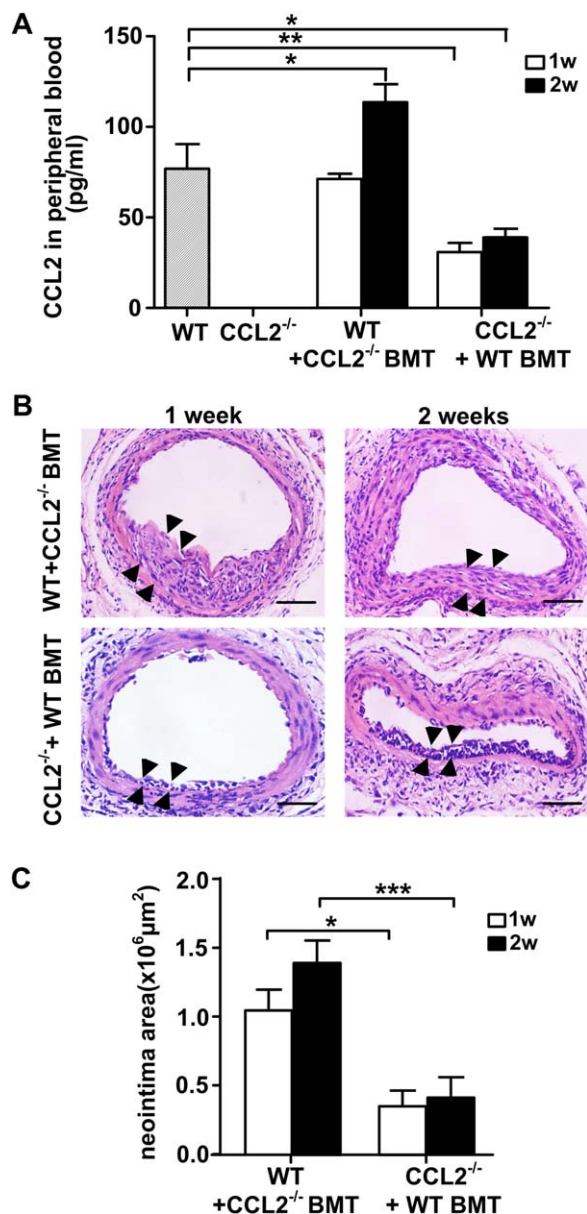 A
CCL2 in peripheral blood
(pg/ml)
150
100
50
0
*
**
*
1w
2w
WT
CCL2-/-
WT
+CCL2-/- BMT
CCL2-/-
+ WT BMT
B
1 week
2 weeks
WT+CCL2-/- BMT
CCL2-/-+ WT BMT
C
neointima area(x10⁶µm²)
2.0
1.5
1.0
0.5
0.0
***
*
1w
2w
WT
+CCL2-/- BMT
CCL2-/-
+ WT BMT